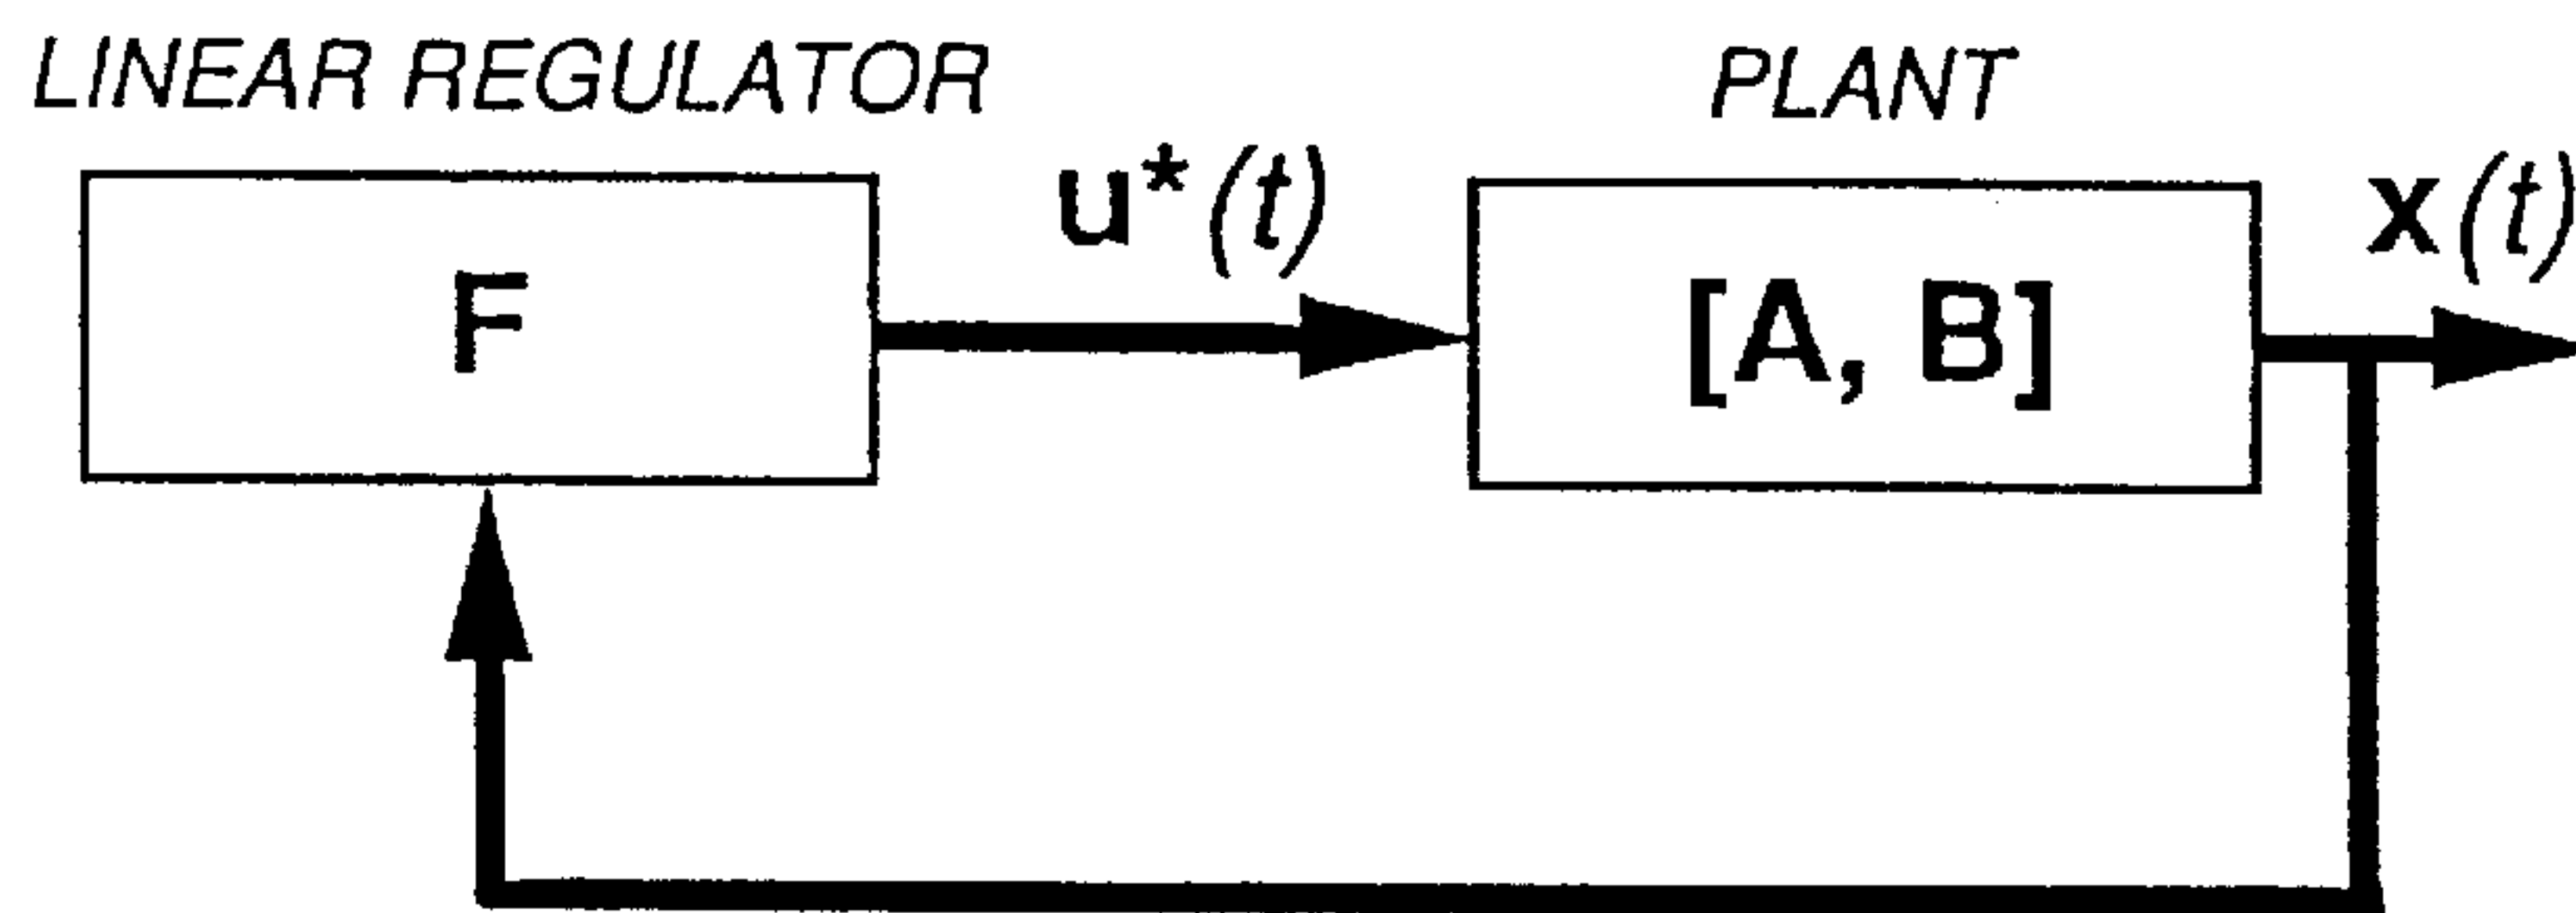 LINEAR REGULATOR
PLANT
F
u*(t)
[A, B]
x(t)